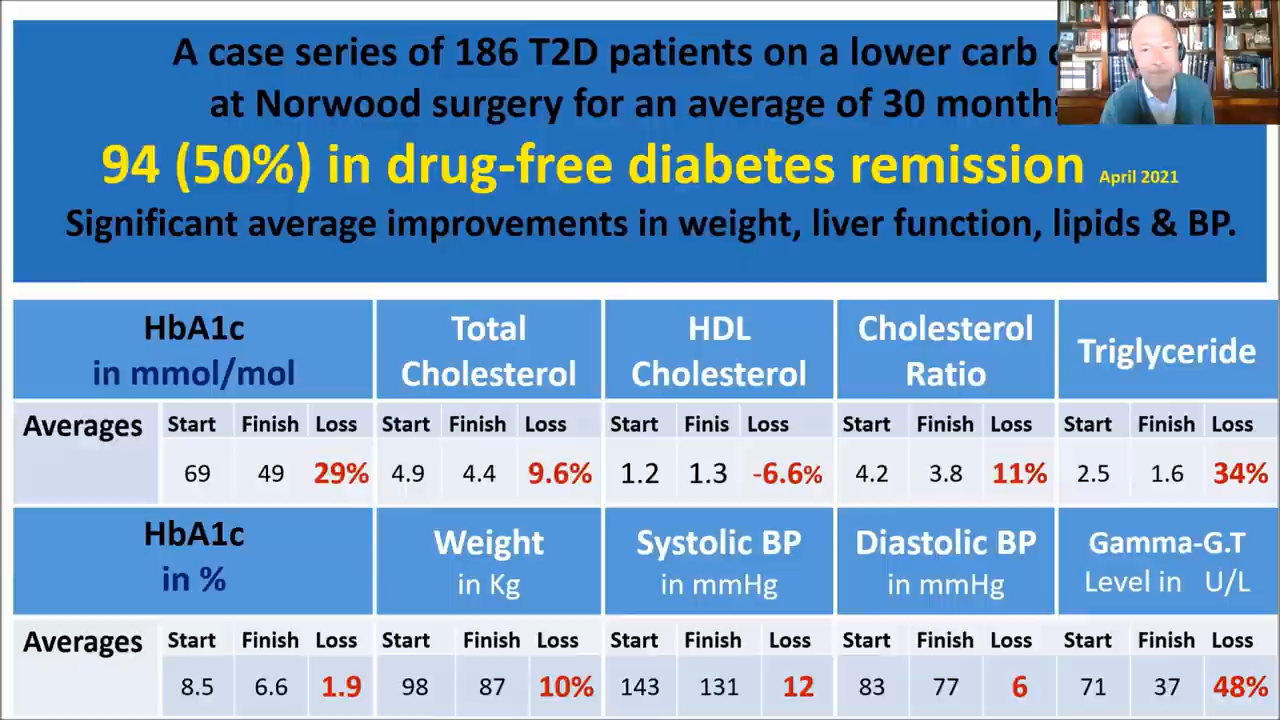 A case series of 186 T2D patients on a lower carb
at Norwood surgery for an average of 30 months
94 (50%) in drug-free diabetes remission April 2021
Significant average improvements in weight, liver function, lipids & BP.
HbA1c
in mmol/mol
Total
Cholesterol
HDL
Cholesterol
Cholesterol
Ratio
Triglyceride
Averages Start Finish Loss Start Finish Loss Start Finis Loss Start Finish Loss Start Finish Loss
69 49 29% 4.9 4.4 9.6% 1.2 1.3 -6.6% 4.2 3.8 11% 2.5 1.6 34%
HbA1c
in %
Weight
in Kg
Systolic BP
in mmHg
Diastolic BP
in mmHg
Gamma-G.T
Level in U/L
Averages Start Finish Loss Start Finish Loss Start Finish Loss Start Finish Loss Start Finish Loss
8.5 6.6 1.9 98 87 10% 143 131 12 83 77 6 71 37 48%